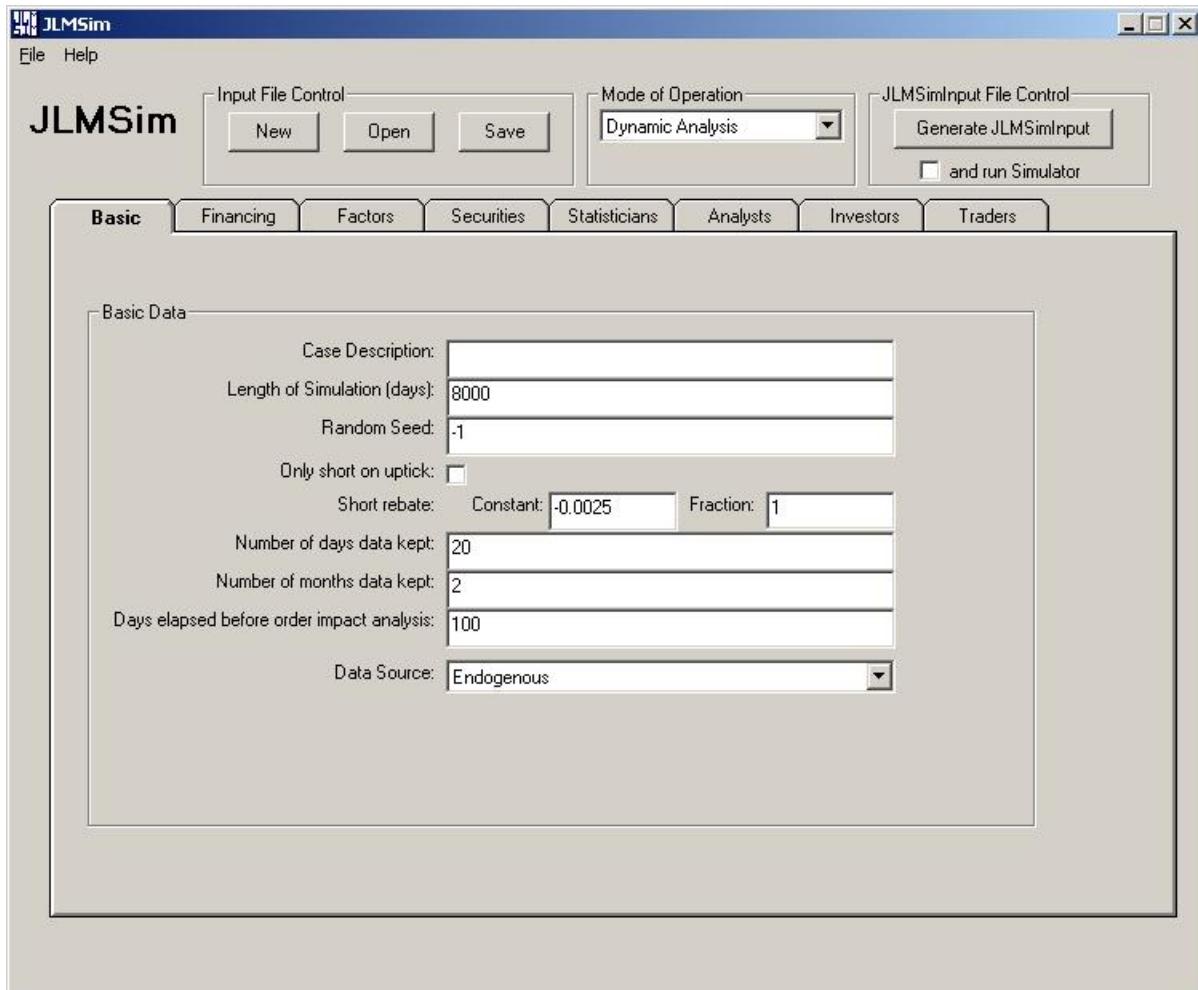 JLMSim
File Help
JLMSim
Input File Control
New Open Save
Mode of Operation
Dynamic Analysis
JLMSimInput File Control
Generate JLMSimInput
and run Simulator
Basic Financing Factors Securities Statisticians Analysts Investors Traders
Basic Data
Case Description:
Length of Simulation (days): 8000
Random Seed: -1
Only short on uptick:
Short rebate: Constant: -0.0025 Fraction: 1
Number of days data kept: 20
Number of months data kept: 2
Days elapsed before order impact analysis: 100
Data Source: Endogenous